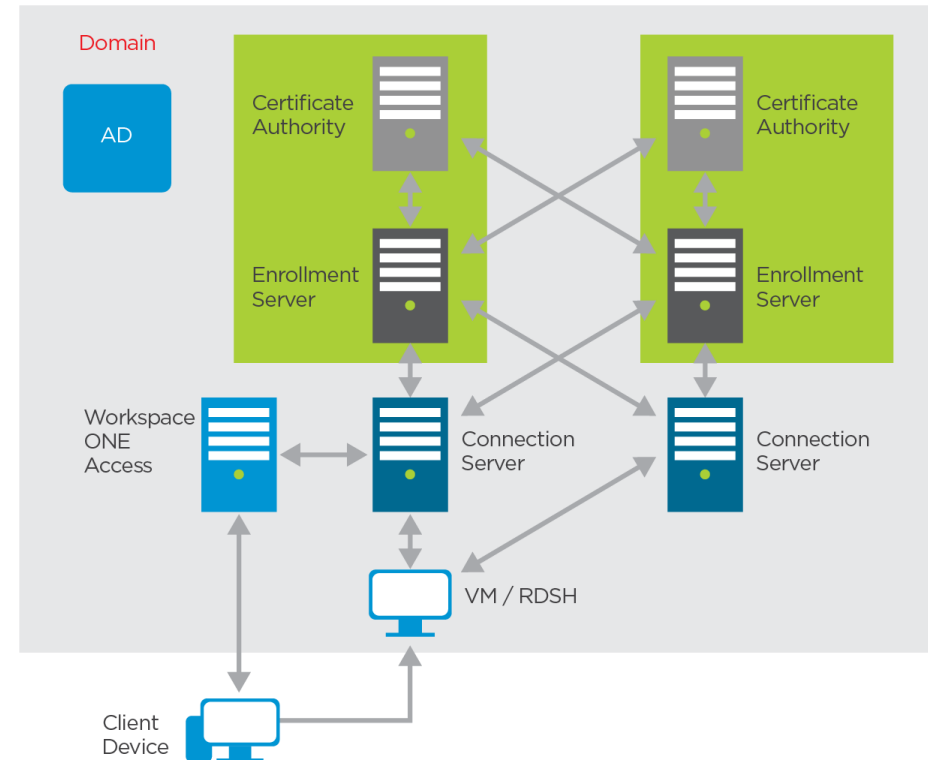 Domain
AD
Certificate
Authority
Certificate
Authority
Enrollment
Server
Enrollment
Server
Workspace
ONE
Access
Connection
Server
Connection
Server
VM / RDSH
Client
Device